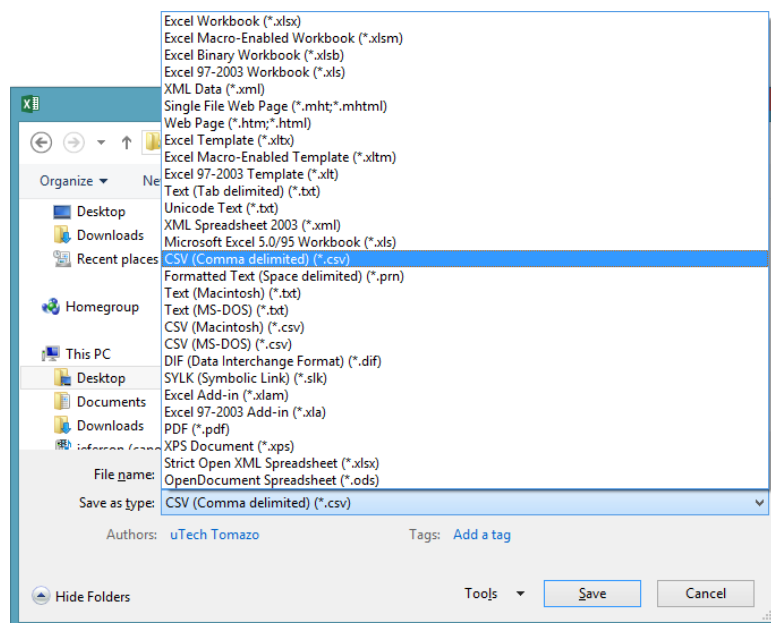 Excel Workbook (*.xlsx)
Excel Macro-Enabled Workbook (*.xlsm)
Excel Binary Workbook (*.xlsb)
Excel 97-2003 Workbook (*.xls)
XML Data (*.xml)
Single File Web Page (*.mht;*.mhtml)
Web Page (*.htm;*.html)
Excel Template (*.xltx)
Excel Macro-Enabled Template (*.xltm)
Excel 97-2003 Template (*.xlt)
Text (Tab delimited) (*.txt)
Unicode Text (*.txt)
XML Spreadsheet 2003 (*.xml)
Microsoft Excel 5.0/95 Workbook (*.xls)
CSV (Comma delimited) (*.csv)
Formatted Text (Space delimited) (*.prn)
Text (Macintosh) (*.txt)
Text (MS-DOS) (*.txt)
CSV (Macintosh) (*.csv)
CSV (MS-DOS) (*.csv)
DIF (Data Interchange Format) (*.dif)
SYLK (Symbolic Link) (*.slk)
Excel Add-in (*.xlam)
Excel 97-2003 Add-in (*.xla)
PDF (*.pdf)
XPS Document (*.xps)
Strict Open XML Spreadsheet (*.xlsx)
OpenDocument Spreadsheet (*.ods)
Organize Ne
Desktop
Downloads
Recent places
Homegroup
This PC
Desktop
Documents
Downloads
File name:
Save as type: CSV (Comma delimited) (*.csv)
Authors: uTech Tomazo Tags: Add a tag
Hide Folders Tools Save Cancel